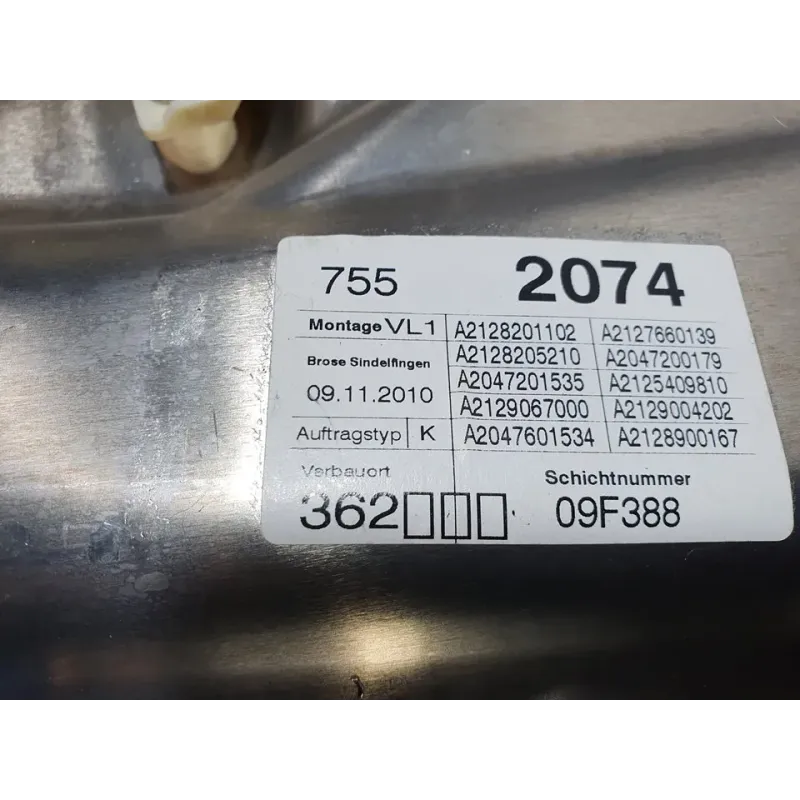 755 2074
Montage VL1 A2128201102 A2127660139
Brose Sindelfingen A2128205210 A2047200179
09.11.2010 A2047201535 A2125409810
A2129067000 A2129004202
Auftragstyp K A2047601534 A2128900167
Verbauort Schichtnummer
362□□□ 09F388